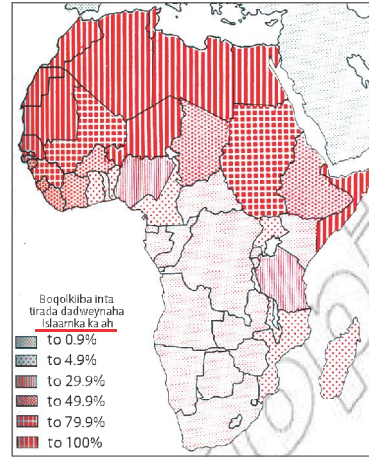 Boqolkiiba inta
tirada dadweynaha
Islaamka ka ah
to 0.9%
to 4.9%
to 29.9%
to 49.9%
to 79.9%
to 100%